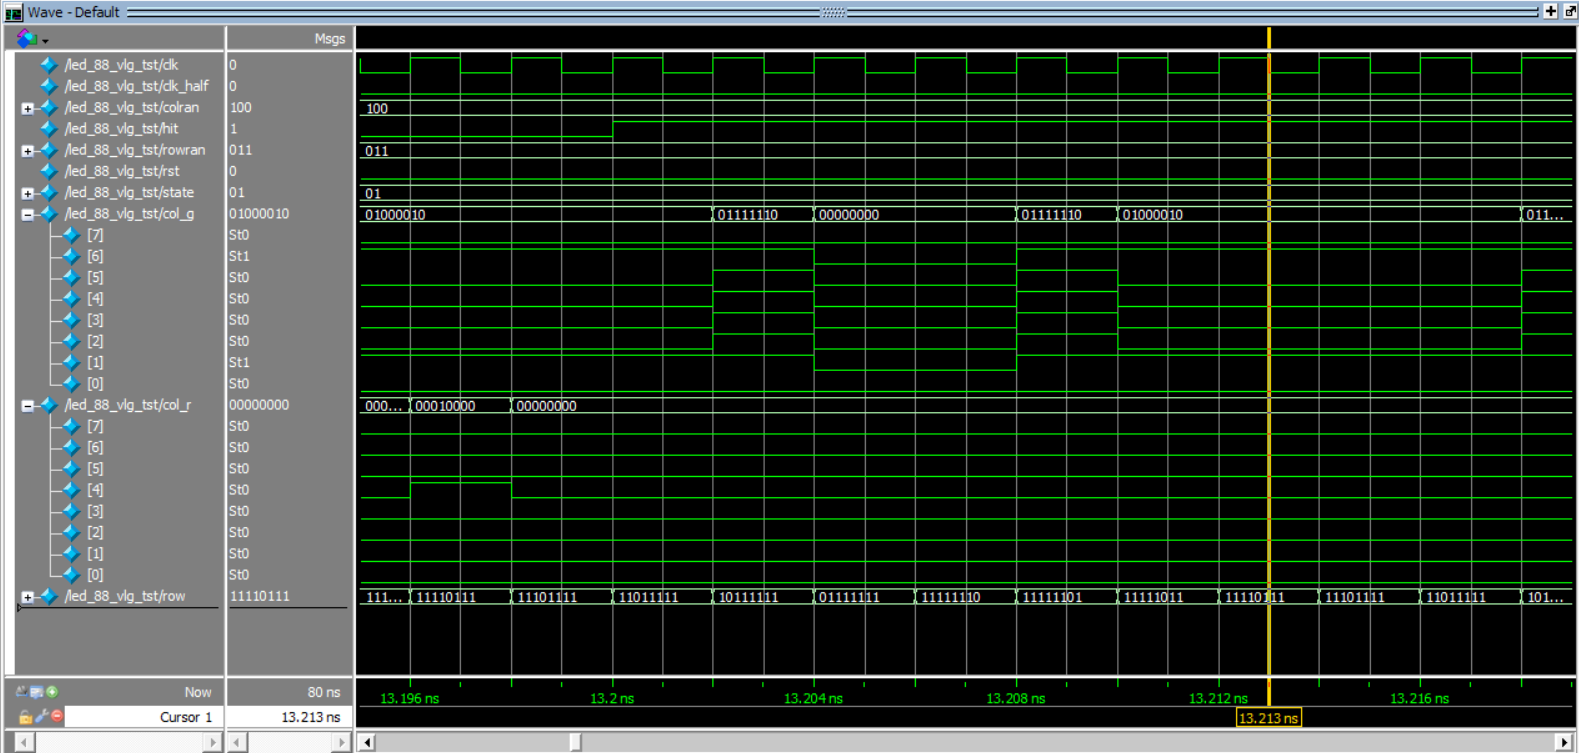 Wave - Default
Msgs
/led_88_vlg_tst/clk 0
/led_88_vlg_tst/clk_half 0
/led_88_vlg_tst/colran 100 100
/led_88_vlg_tst/hit 1
/led_88_vlg_tst/rowran 011 011
/led_88_vlg_tst/rst 0
/led_88_vlg_tst/state 01 01
/led_88_vlg_tst/col_g 01000010 01000010 01111110 00000000 01111110 01000010 011...
[7] St0
[6] St1
[5] St0
[4] St0
[3] St0
[2] St0
[1] St1
[0] St0
/led_88_vlg_tst/col_r 00000000 000... 00010000 00000000
[7] St0
[6] St0
[5] St0
[4] St0
[3] St0
[2] St0
[1] St0
[0] St0
/led_88_vlg_tst/row 11110111 111... 11110111 11101111 11011111 10111111 01111111 11111110 11111101 11111011 11110111 11101111 11011111 101...
Now 80 ns 13.196 ns 13.2 ns 13.204 ns 13.208 ns 13.212 ns 13.216 ns
Cursor 1 13.213 ns 13.213 ns